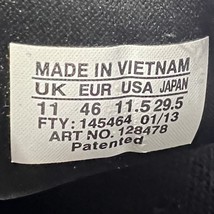 MADE IN VIETNAM
UK EUR USA JAPAN
11 46 11.5 29.5
FTY: 145464 01/13
ART NO. 128478
Patented